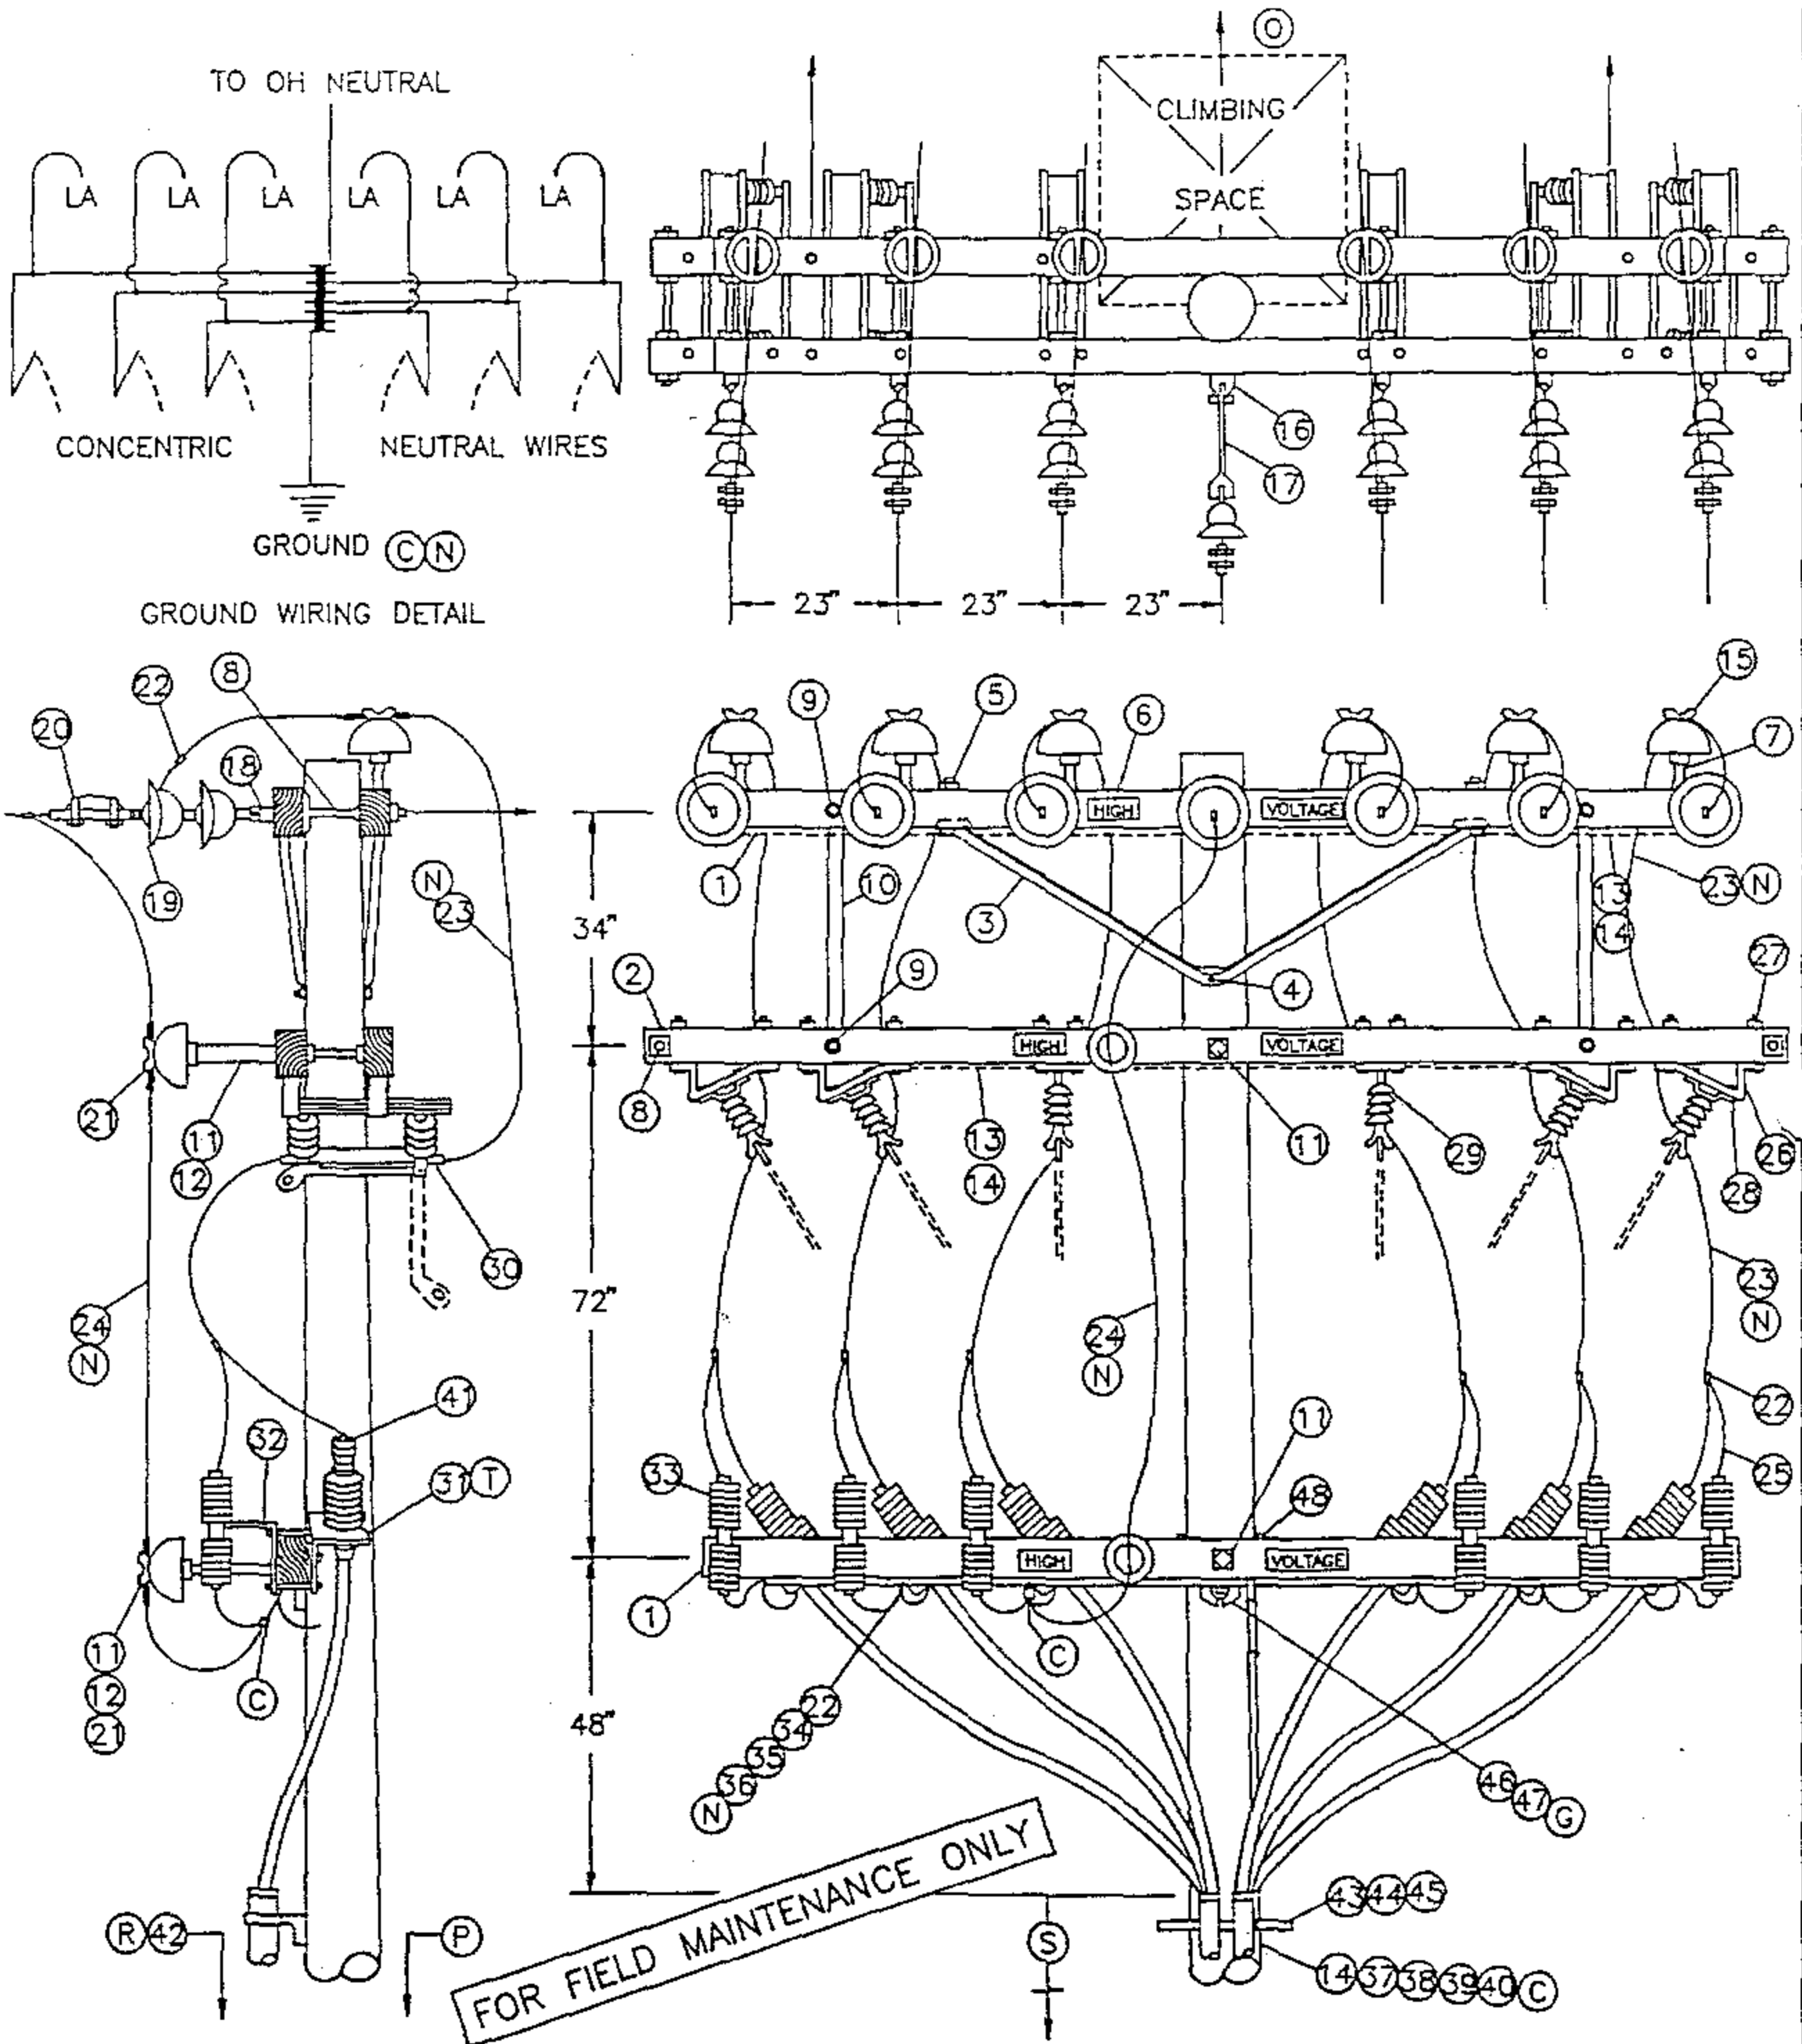 TO OH NEUTRAL
LA LA LA LA LA LA
CONCENTRIC NEUTRAL WIRES
GROUND C N
GROUND WIRING DETAIL
O
CLIMBING
SPACE
16
17
23" 23" 23"
22 8
20
18
19
N
23
21
11
12
30
24
N
41
32
31 T
11
12
21
C
R 42
P
34"
72"
48"
9 5 6 15
7
1 10 3 13 23 N
14
2 9 4 27
HIGH VOLTAGE
8 13 11 29 26
14 28
HIGH VOLTAGE
24
N
23
N
11 22
33 48 25
HIGH VOLTAGE
1
C
22
34
35
36
N
46
47
G
43 44 45
S
14 37 38 39 40 C
FOR FIELD MAINTENANCE ONLY